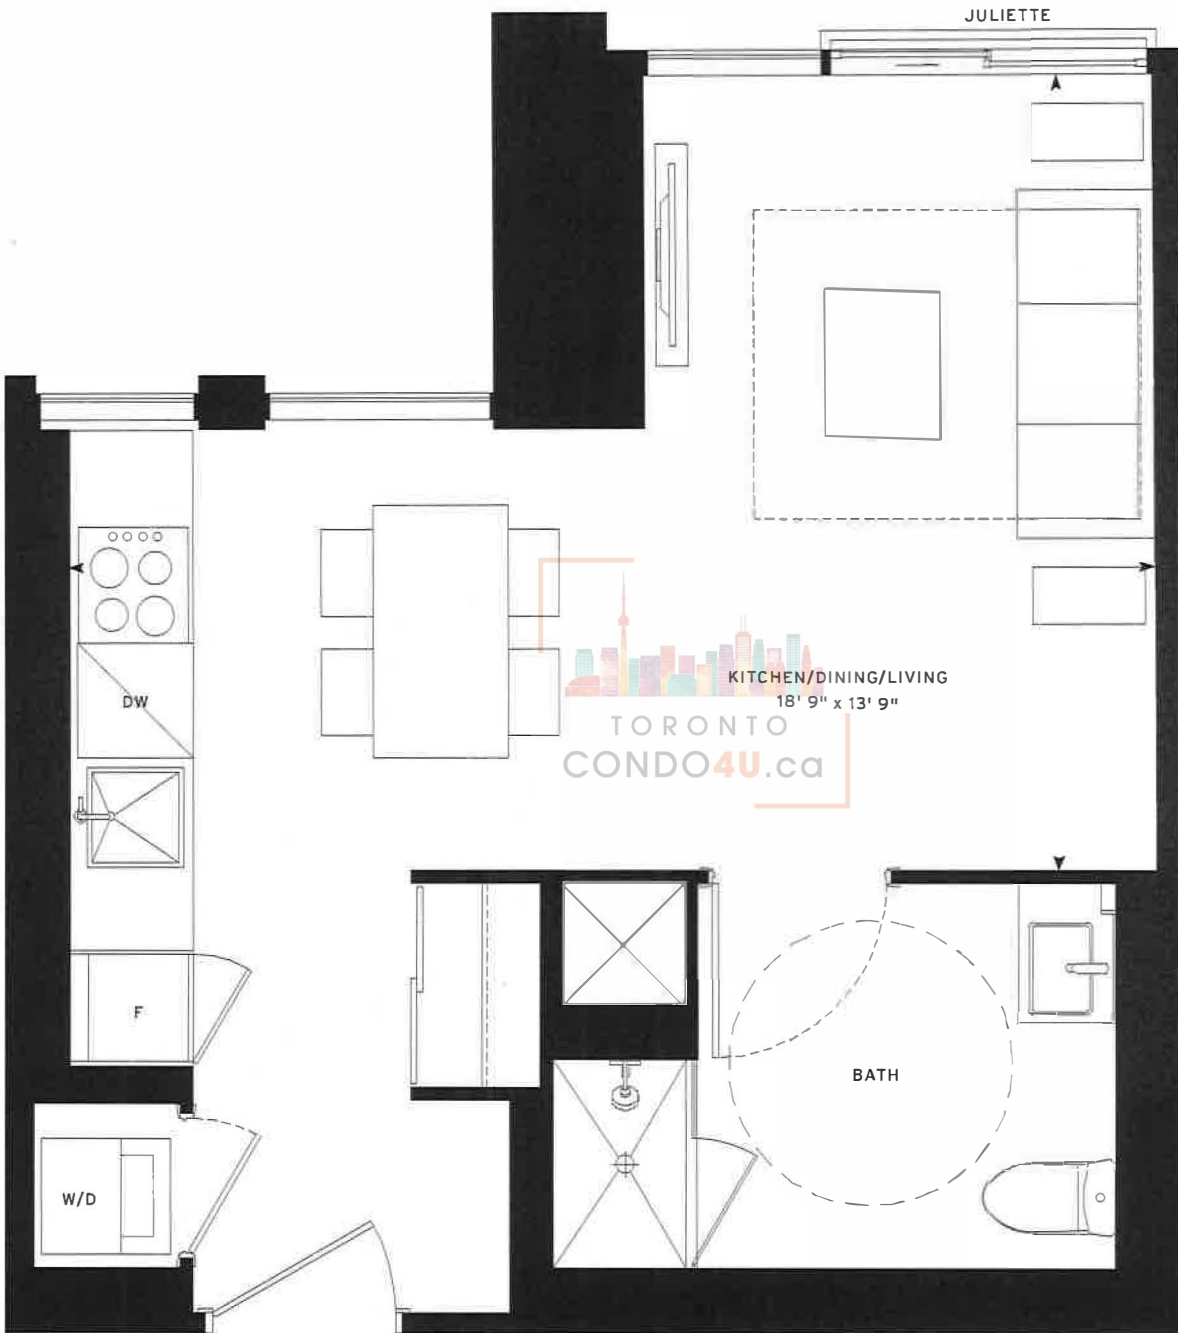 JULIETTE
DW
KITCHEN/DINING/LIVING
18' 9" x 13' 9"
TORONTO
CONDO4U.ca
F
BATH
W/D